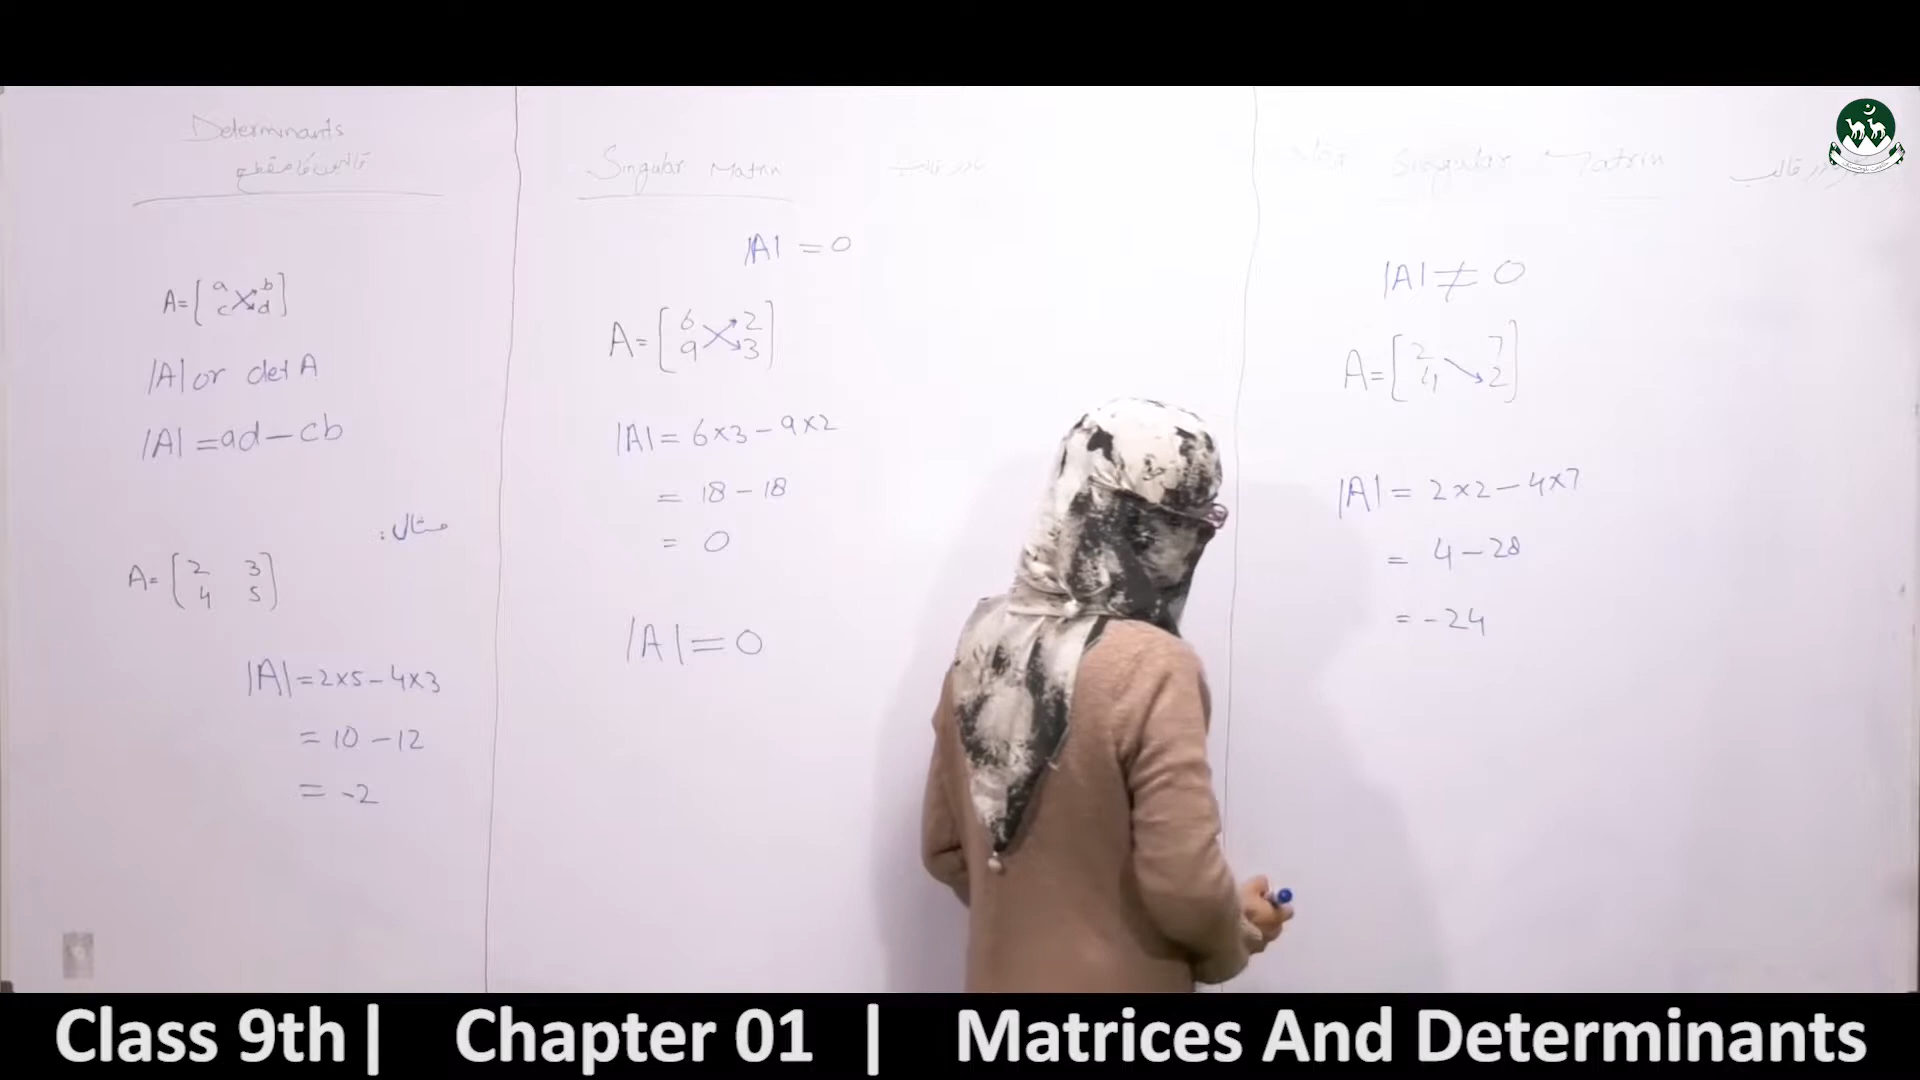 Determinants
A = [a b
c d]
|A| or det A
|A| = ad - cb
مثال:
A = [2 3
4 5]
|A| = 2×5 - 4×3
= 10 - 12
= -2
Singular Matrin
|A| = 0
A = [6 2
9 3]
|A| = 6×3 - 9×2
= 18 - 18
= 0
|A| = 0
Singular Matrin
|A| ≠ 0
A = [2 7
4 2]
|A| = 2×2 - 4×7
= 4 - 28
= -24
Class 9th | Chapter 01 | Matrices And Determinants